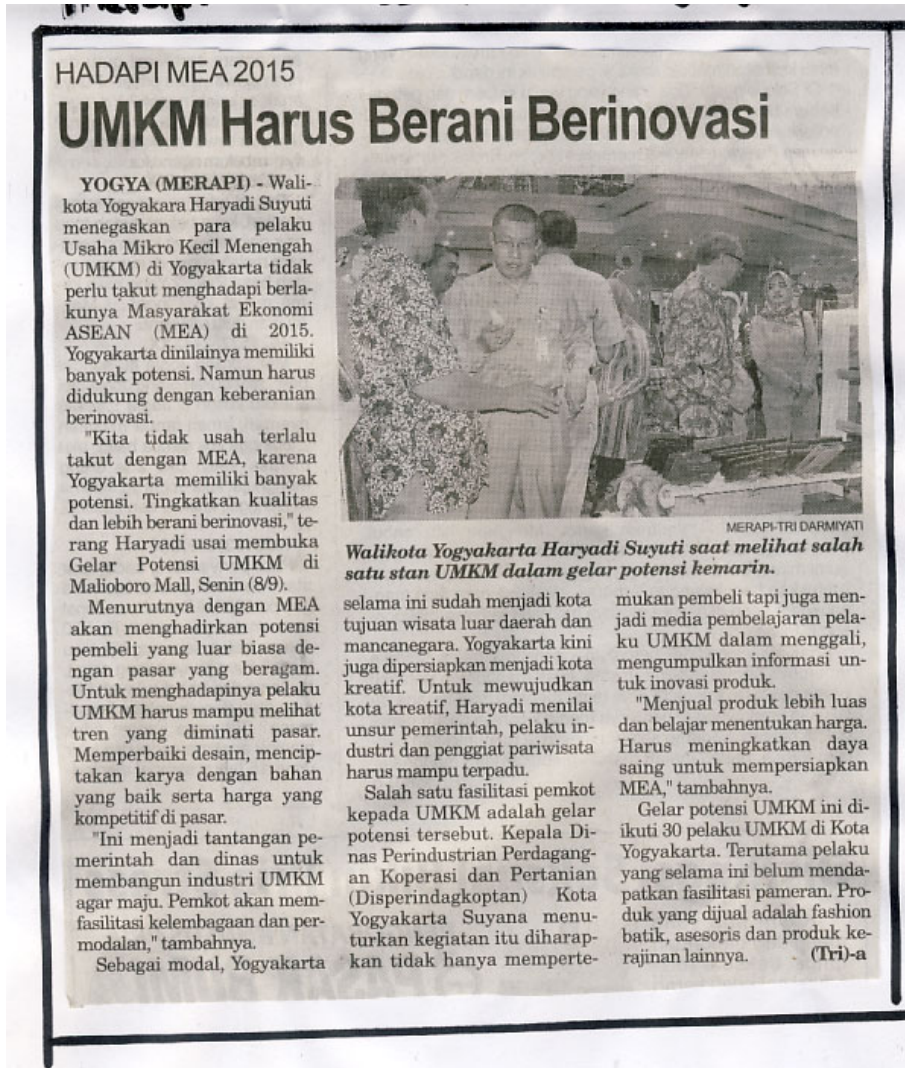 HADAPI MEA 2015
UMKM Harus Berani Berinovasi
YOGYA (MERAPI) - Wali-
kota Yogyakara Haryadi Suyuti
menegaskan para pelaku
Usaha Mikro Kecil Menengah
(UMKM) di Yogyakarta tidak
perlu takut menghadapi berla-
kunya Masyarakat Ekonomi
ASEAN (MEA) di 2015.
Yogyakarta dinilainya memiliki
banyak potensi. Namun harus
didukung dengan keberanian
berinovasi.
"Kita tidak usah terlalu
takut dengan MEA, karena
Yogyakarta memiliki banyak
potensi. Tingkatkan kualitas
dan lebih berani berinovasi," te-
rang Haryadi usai membuka
Gelar Potensi UMKM di
Malioboro Mall, Senin (8/9).
Menurutnya dengan MEA
akan menghadirkan potensi
pembeli yang luar biasa de-
ngan pasar yang beragam.
Untuk menghadapinya pelaku
UMKM harus mampu melihat
tren yang diminati pasar.
Memperbaiki desain, mencip-
takan karya dengan bahan
yang baik serta harga yang
kompetitif di pasar.
"Ini menjadi tantangan pe-
merintah dan dinas untuk
membangun industri UMKM
agar maju. Pemkot akan mem-
fasilitasi kelembagaan dan per-
modalan," tambahnya.
Sebagai modal, Yogyakarta
MERAPI-TRI DARMIYATI
Walikota Yogyakarta Haryadi Suyuti saat melihat salah
satu stan UMKM dalam gelar potensi kemarin.
selama ini sudah menjadi kota
tujuan wisata luar daerah dan
mancanegara. Yogyakarta kini
juga dipersiapkan menjadi kota
kreatif. Untuk mewujudkan
kota kreatif, Haryadi menilai
unsur pemerintah, pelaku in-
dustri dan penggiat pariwisata
harus mampu terpadu.
Salah satu fasilitasi pemkot
kepada UMKM adalah gelar
potensi tersebut. Kepala Di-
nas Perindustrian Perdagang-
an Koperasi dan Pertanian
(Disperindagkoptan) Kota
Yogyakarta Suyana menu-
turkan kegiatan itu diharap-
kan tidak hanya memperte-
mukan pembeli tapi juga men-
jadi media pembelajaran pela-
ku UMKM dalam menggali,
mengumpulkan informasi un-
tuk inovasi produk.
"Menjual produk lebih luas
dan belajar menentukan harga.
Harus meningkatkan daya
saing untuk mempersiapkan
MEA," tambahnya.
Gelar potensi UMKM ini di-
ikuti 30 pelaku UMKM di Kota
Yogyakarta. Terutama pelaku
yang selama ini belum menda-
patkan fasilitasi pameran. Pro-
duk yang dijual adalah fashion
batik, asesoris dan produk ke-
rajinan lainnya. (Tri)-a